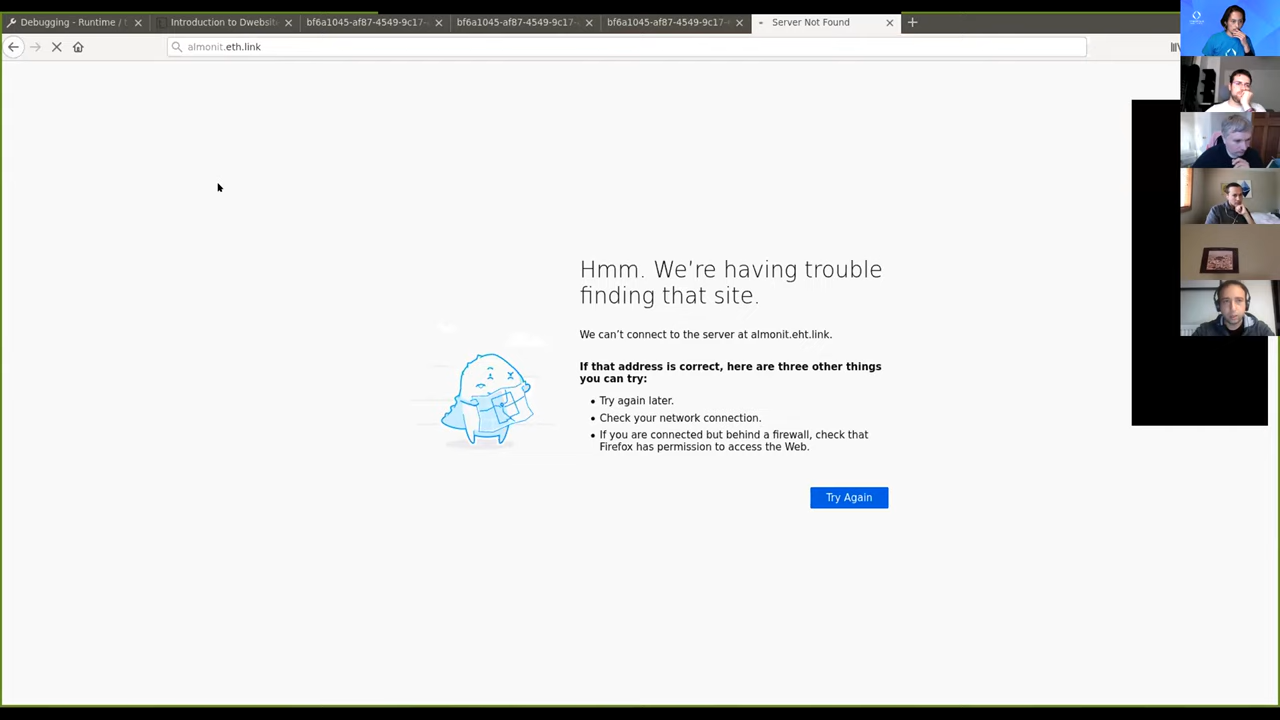 Debugging - Runtime /
Introduction to Dwebsit
bf6a1045-af87-4549-9c17-
bf6a1045-af87-4549-9c17-
bf6a1045-af87-4549-9c17-
Server Not Found
almonit.eth.link
Hmm. We're having trouble
finding that site.
We can't connect to the server at almonit.eht.link.
If that address is correct, here are three other things
you can try:
Try again later.
Check your network connection.
If you are connected but behind a firewall, check that
Firefox has permission to access the Web.
Try Again